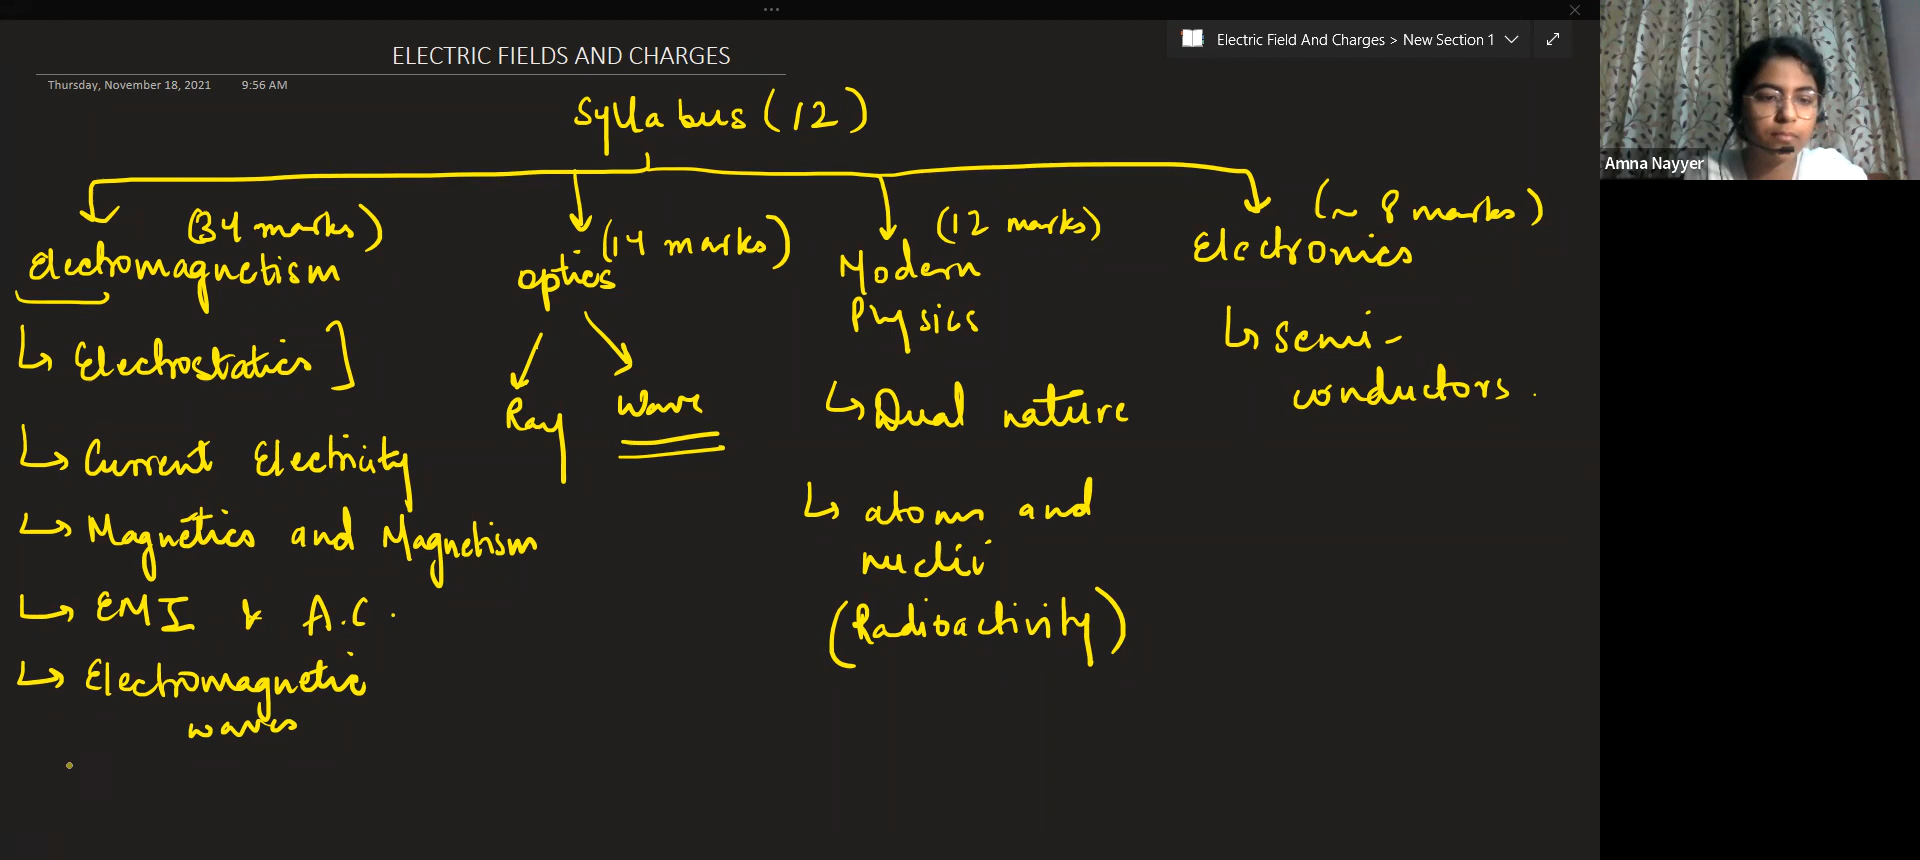 ELECTRIC FIELDS AND CHARGES
Thursday, November 18, 2021 9:56 AM
Electric Field And Charges > New Section 1
Amna Nayyer
Syllabus (12)
(34 marks)
Electromagnetism
↳ Electrostatics ]
↳ Current Electricity
↳ Magnetics and Magnetism
↳ EMI & A.C.
↳ Electromagnetic
waves
(14 marks)
optics
Ray
Wave
(12 marks)
Modern
Physics
↳ Dual nature
↳ atoms and
nuclii
(Radioactivity)
(~ 8 marks)
Electronics
↳ Semi-
conductors.